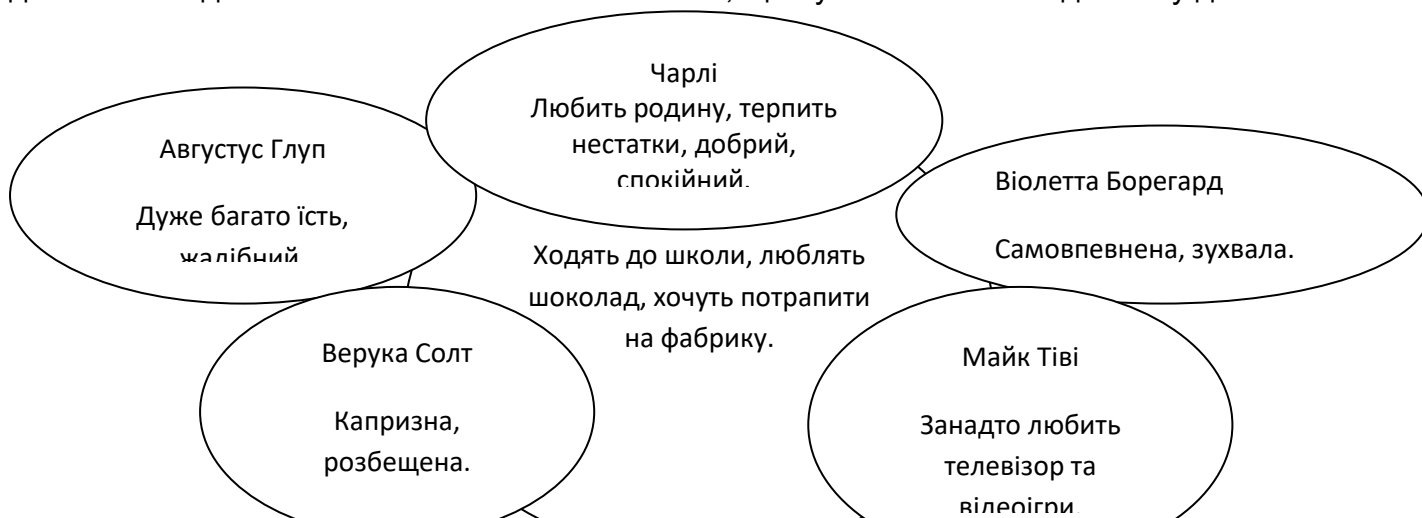 Чарлі
Любить родину, терпить
нестатки, добрий,
спокійний.
Августус Глуп
Дуже багато їсть,
жадібний
Віолетта Борегард
Самовпевнена, зухвала.
Ходять до школи, люблять
шоколад, хочуть потрапити
на фабрику.
Верука Солт
Капризна,
розбещена.
Майк Тіві
Занадто любить
телевізор та
відеоігри.